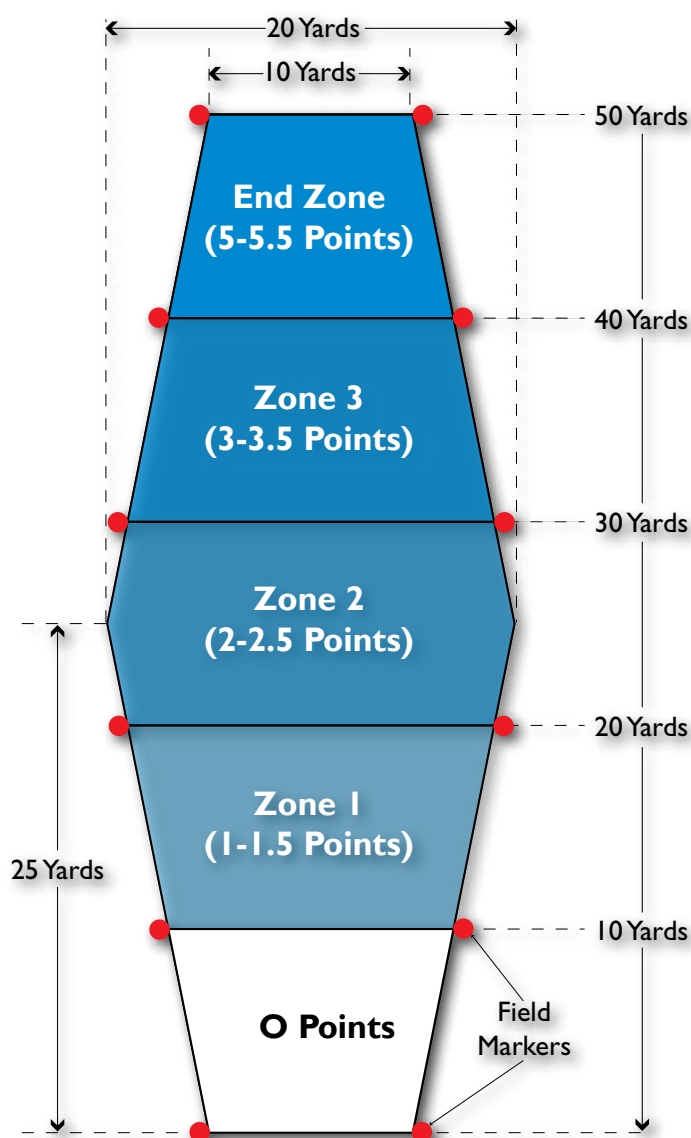 20 Yards
10 Yards
50 Yards
End Zone
(5-5.5 Points)
40 Yards
Zone 3
(3-3.5 Points)
30 Yards
Zone 2
(2-2.5 Points)
20 Yards
Zone 1
(1-1.5 Points)
25 Yards
10 Yards
O Points
Field
Markers